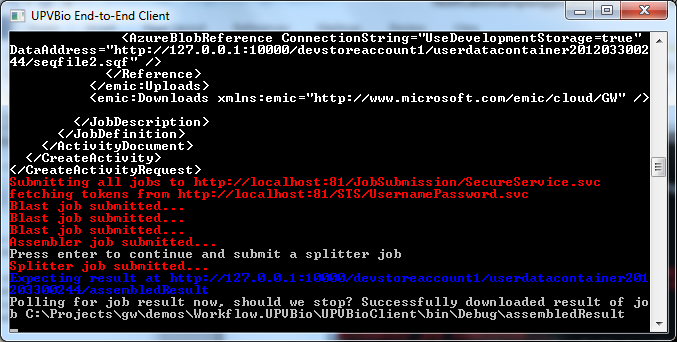 UPVBio End-to-End Client
<AzureBlobReference ConnectionString="UseDevelopmentStorage=true"
DataAddress="http://127.0.0.1:10000/devstoreaccount1/userdatacontainer2012033002
44/seqfile2.sqf" />
</Reference>
</emic:Uploads>
<emic:Downloads xmlns:emic="http://www.microsoft.com/emic/cloud/GW" />
</JobDescription>
</JobDefinition>
</ActivityDocument>
</CreateActivity>
</CreateActivityRequest>
Submitting all jobs to http://localhost:81/JobSubmission/SecureService.svc
fetching tokens from http://localhost:81/STS/UsernamePassword.svc
Blast job submitted...
Blast job submitted...
Blast job submitted...
Assembler job submitted...
Press enter to continue and submit a splitter job
Splitter job submitted...
Expecting result at http://127.0.0.1:10000/devstoreaccount1/userdatacontainer201
203300244/assembledResult
Polling for job result now, should we stop? Successfully downloaded result of jo
b C:\Projects\gw\demos\Workflow.UPVBio\UPVBioClient\bin\Debug\assembledResult